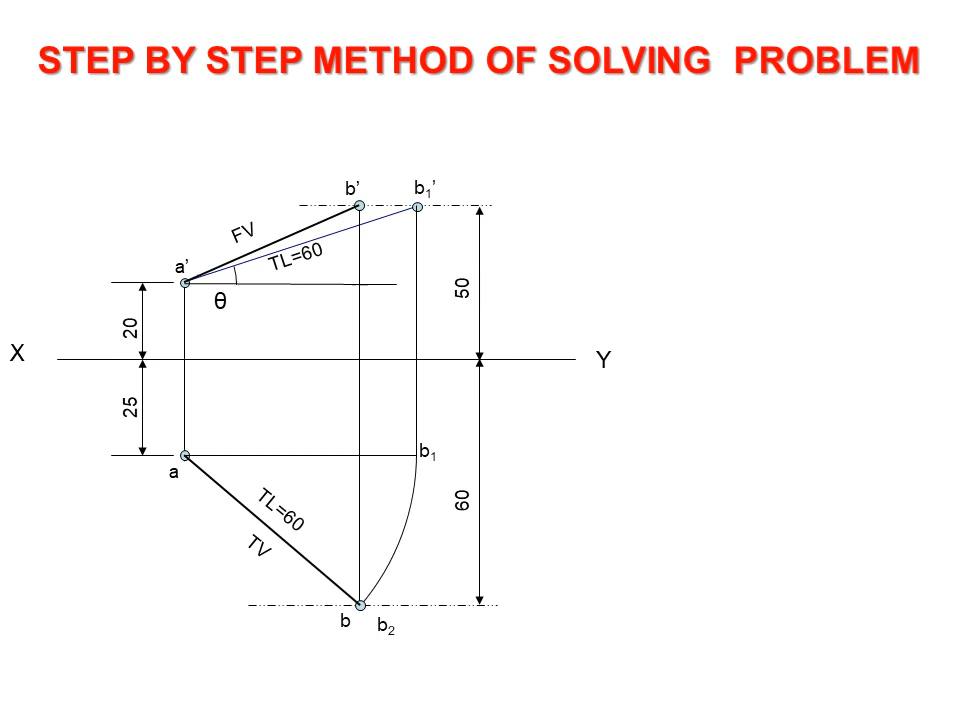 STEP BY STEP METHOD OF SOLVING  PROBLEM
b’
b₁’
FV
TL=60
a’
θ
50
20
X
Y
25
b₁
a
TL=60
TV
60
b
b₂